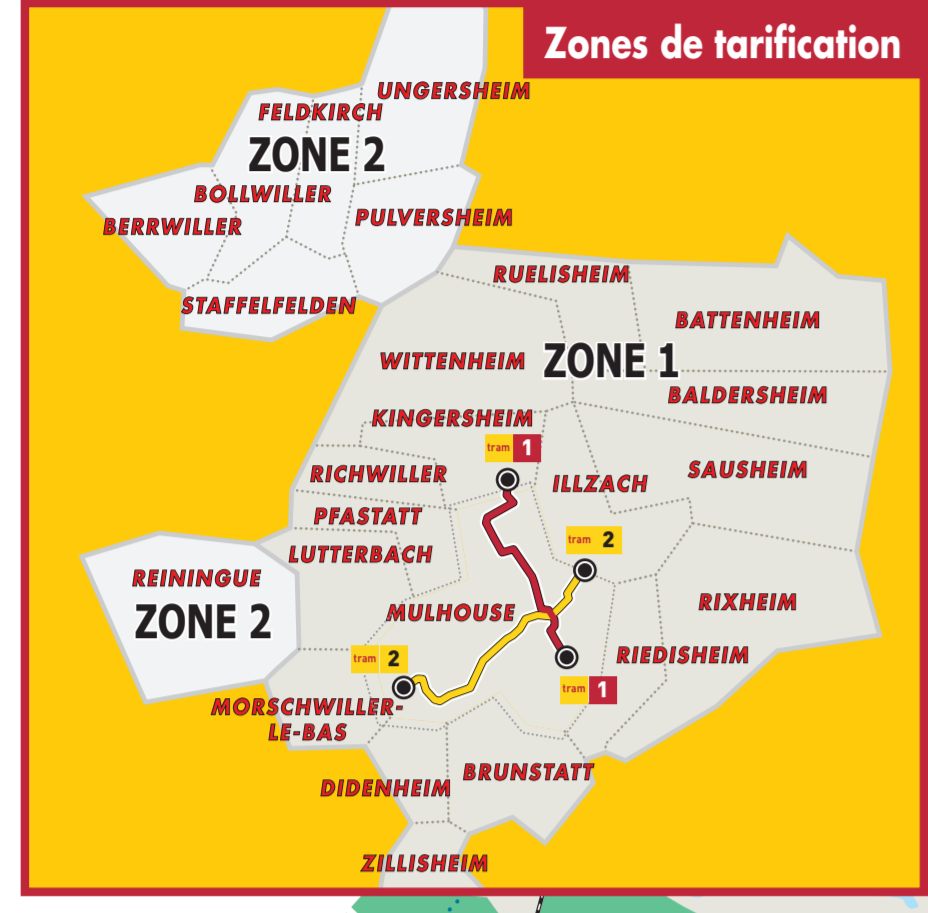 Zones de tarification
UNGERSHEIM
FELDKIRCH
ZONE 2
BOLLWILLER
BERRWILLER
PULVERSHEIM
STAFFELFELDEN
RUELISHEIM
BATTENHEIM
WITTENHEIM
ZONE 1
BALDERSHEIM
KINGERSHEIM
tram 1
RICHWILLER
ILLZACH
SAUSHEIM
PFASTATT
LUTTERBACH
tram 2
REININGUE
ZONE 2
MULHOUSE
RIXHEIM
RIEDISHEIM
tram 2
tram 1
MORSCHWILLER-
LE-BAS
BRUNSTATT
DIDENHEIM
ZILLISHEIM